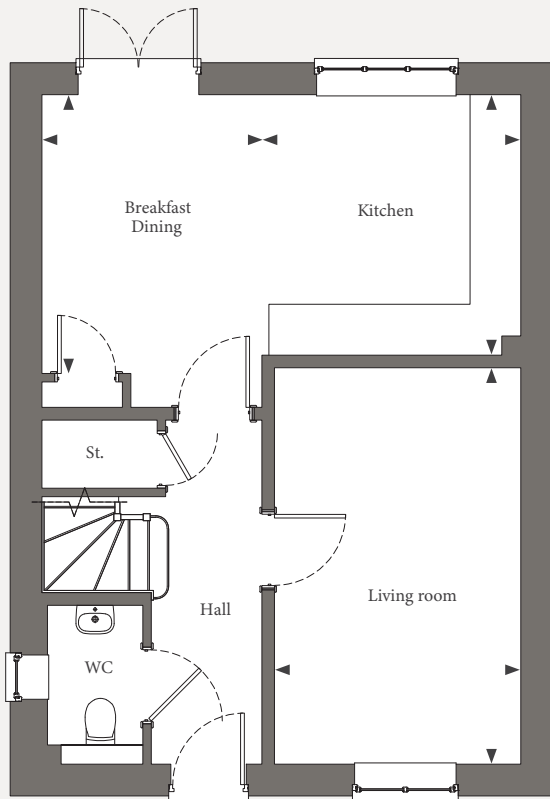 Breakfast
Dining
Kitchen
St.
Hall
Living room
WC